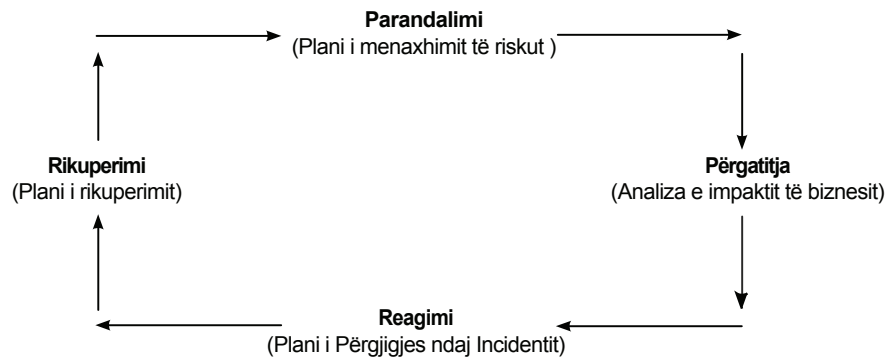 Parandalimi
(Plani i menaxhimit të riskut )
Rikuperimi
(Plani i rikuperimit)
Përgatitja
(Analiza e impaktit të biznesit)
Reagimi
(Plani i Përgjigjes ndaj Incidentit)